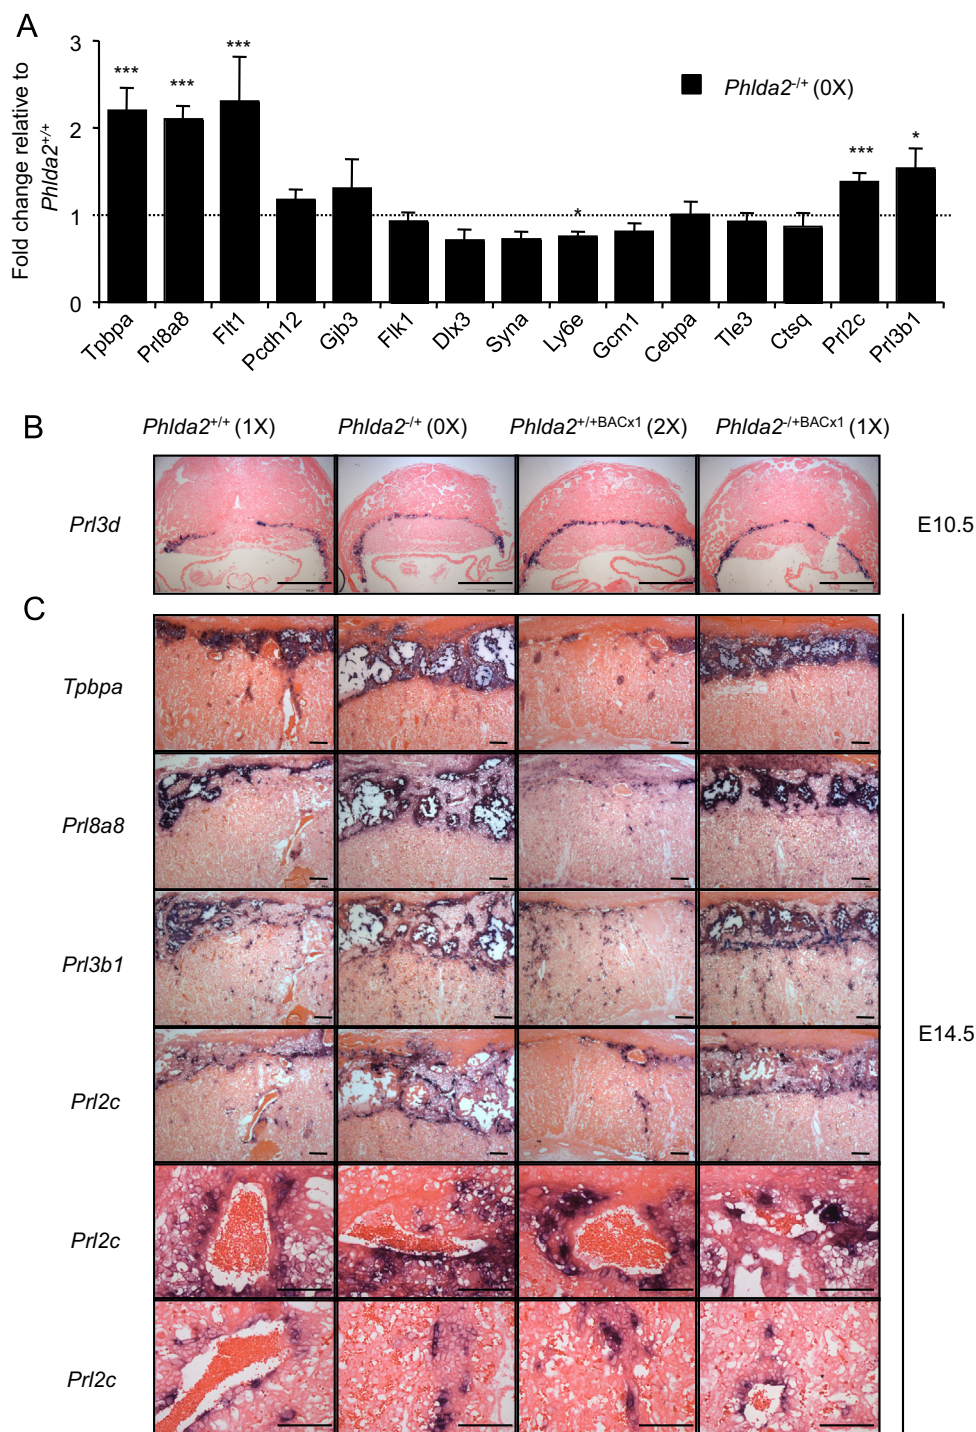 A
Fold change relative to
Phlda2+/+
3
2
1
0
***
***
***
*
***
*
Phlda2-/+ (0X)
Tpbpa
Prl8a8
Flt1
Pcdh12
Gjb3
Flk1
Dlx3
Syna
Ly6e
Gcm1
Cebpa
Tle3
Ctsq
Prl2c
Prl3b1
B
Phlda2+/+ (1X)
Phlda2-/+ (0X)
Phlda2+/+BACx1 (2X)
Phlda2-/+BACx1 (1X)
Prl3d
E10.5
C
Tpbpa
Prl8a8
Prl3b1
Prl2c
E14.5
Prl2c
Prl2c